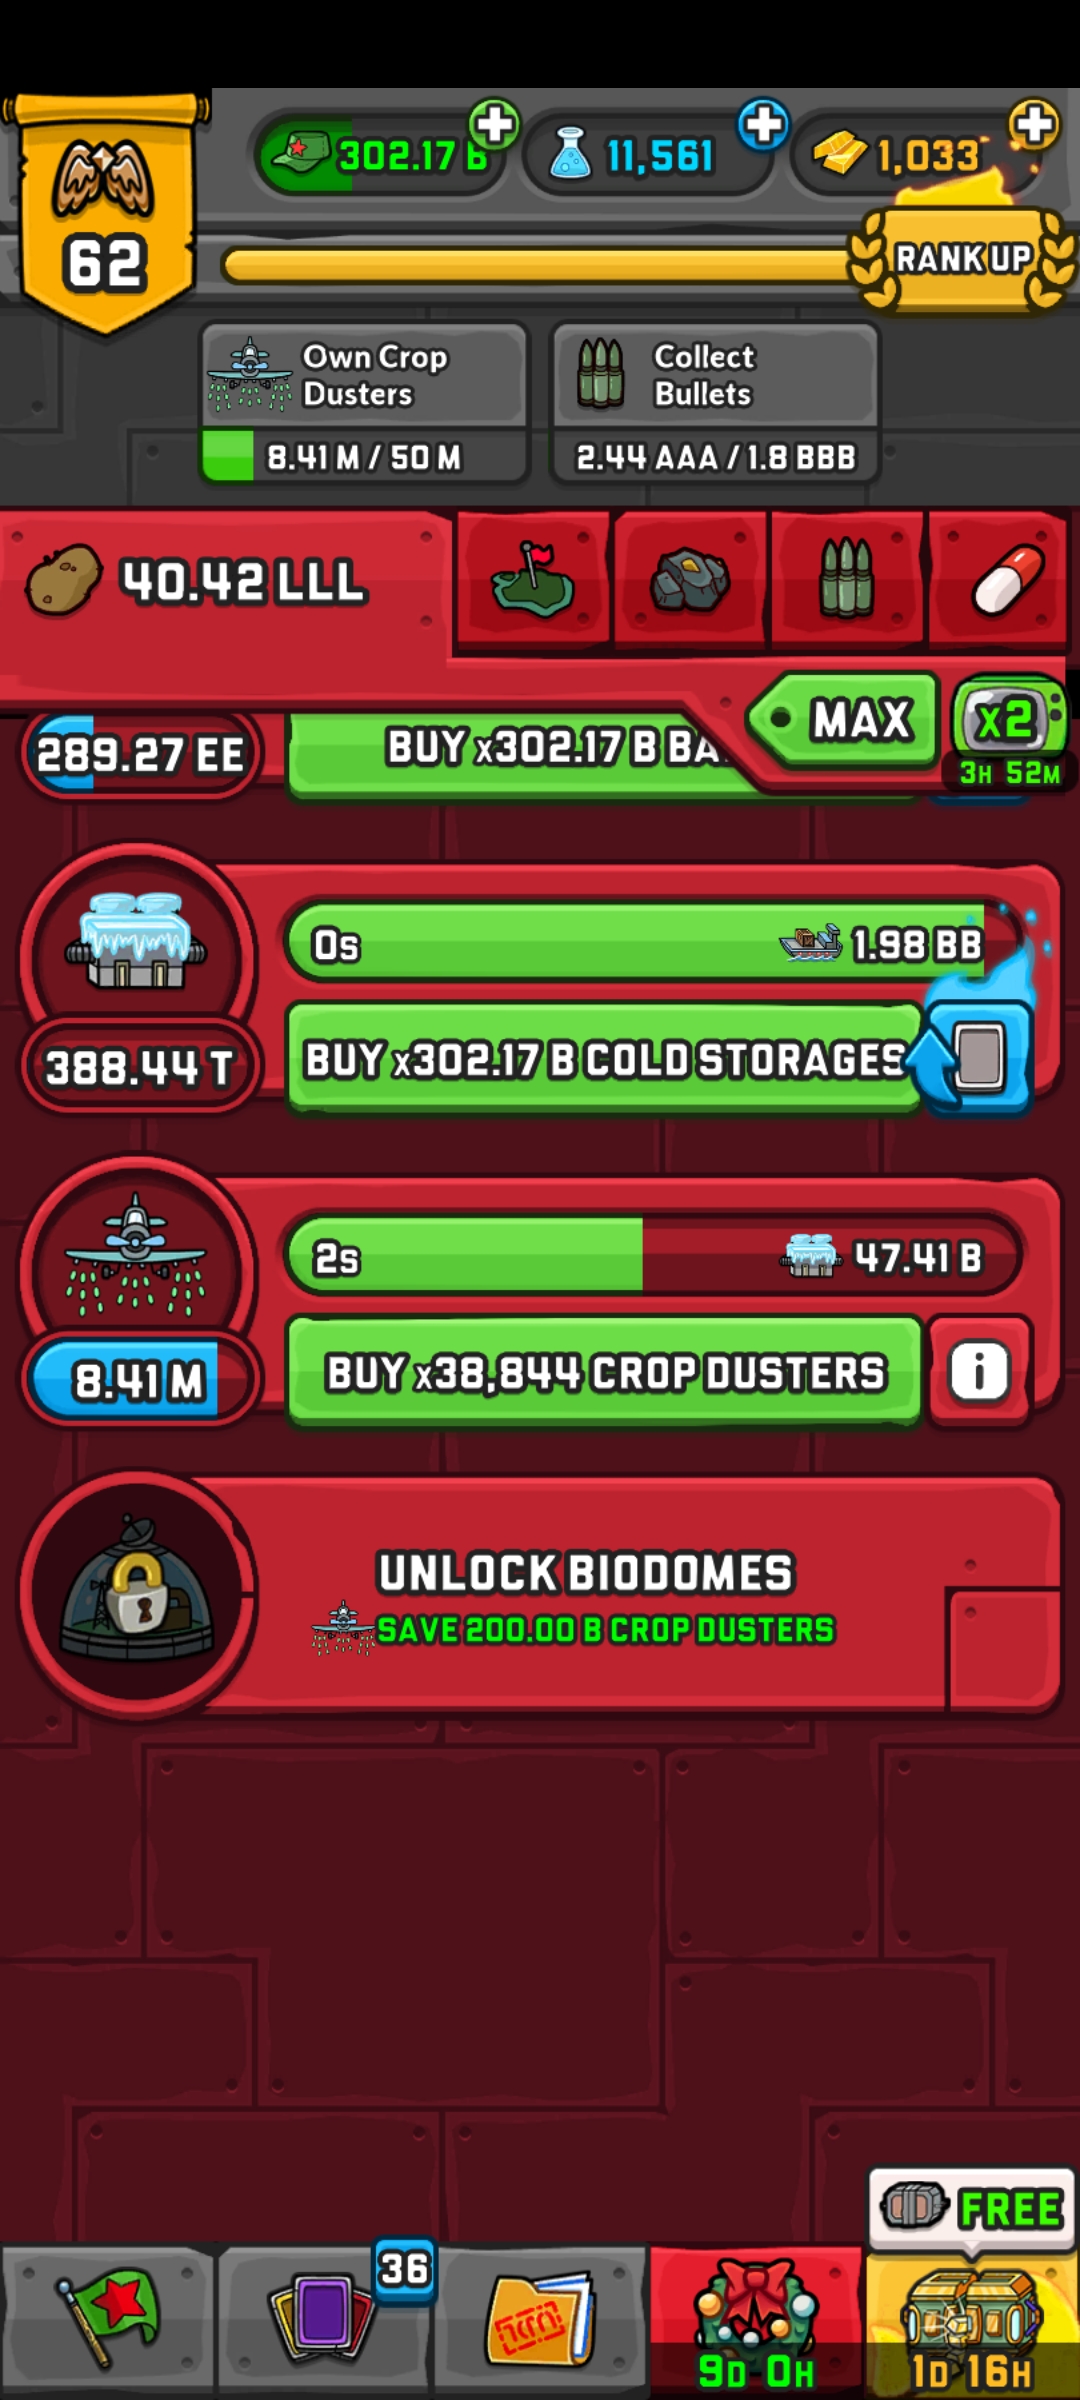 302.17 B
11,561
1,033
62
RANK UP
Own Crop
Dusters
8.41 M / 50 M
Collect
Bullets
2.44 AAA / 1.8 BBB
40.42 LLL
MAX
X2
3H 52M
289.27 EE
BUY x302.17 B BA
0s
1.98 BB
388.44 T
BUY x302.17 B COLD STORAGES
2s
47.41 B
8.41 M
BUY x38,844 CROP DUSTERS
i
UNLOCK BIODOMES
SAVE 200.00 B CROP DUSTERS
FREE
36
9D 0H
1D 16H